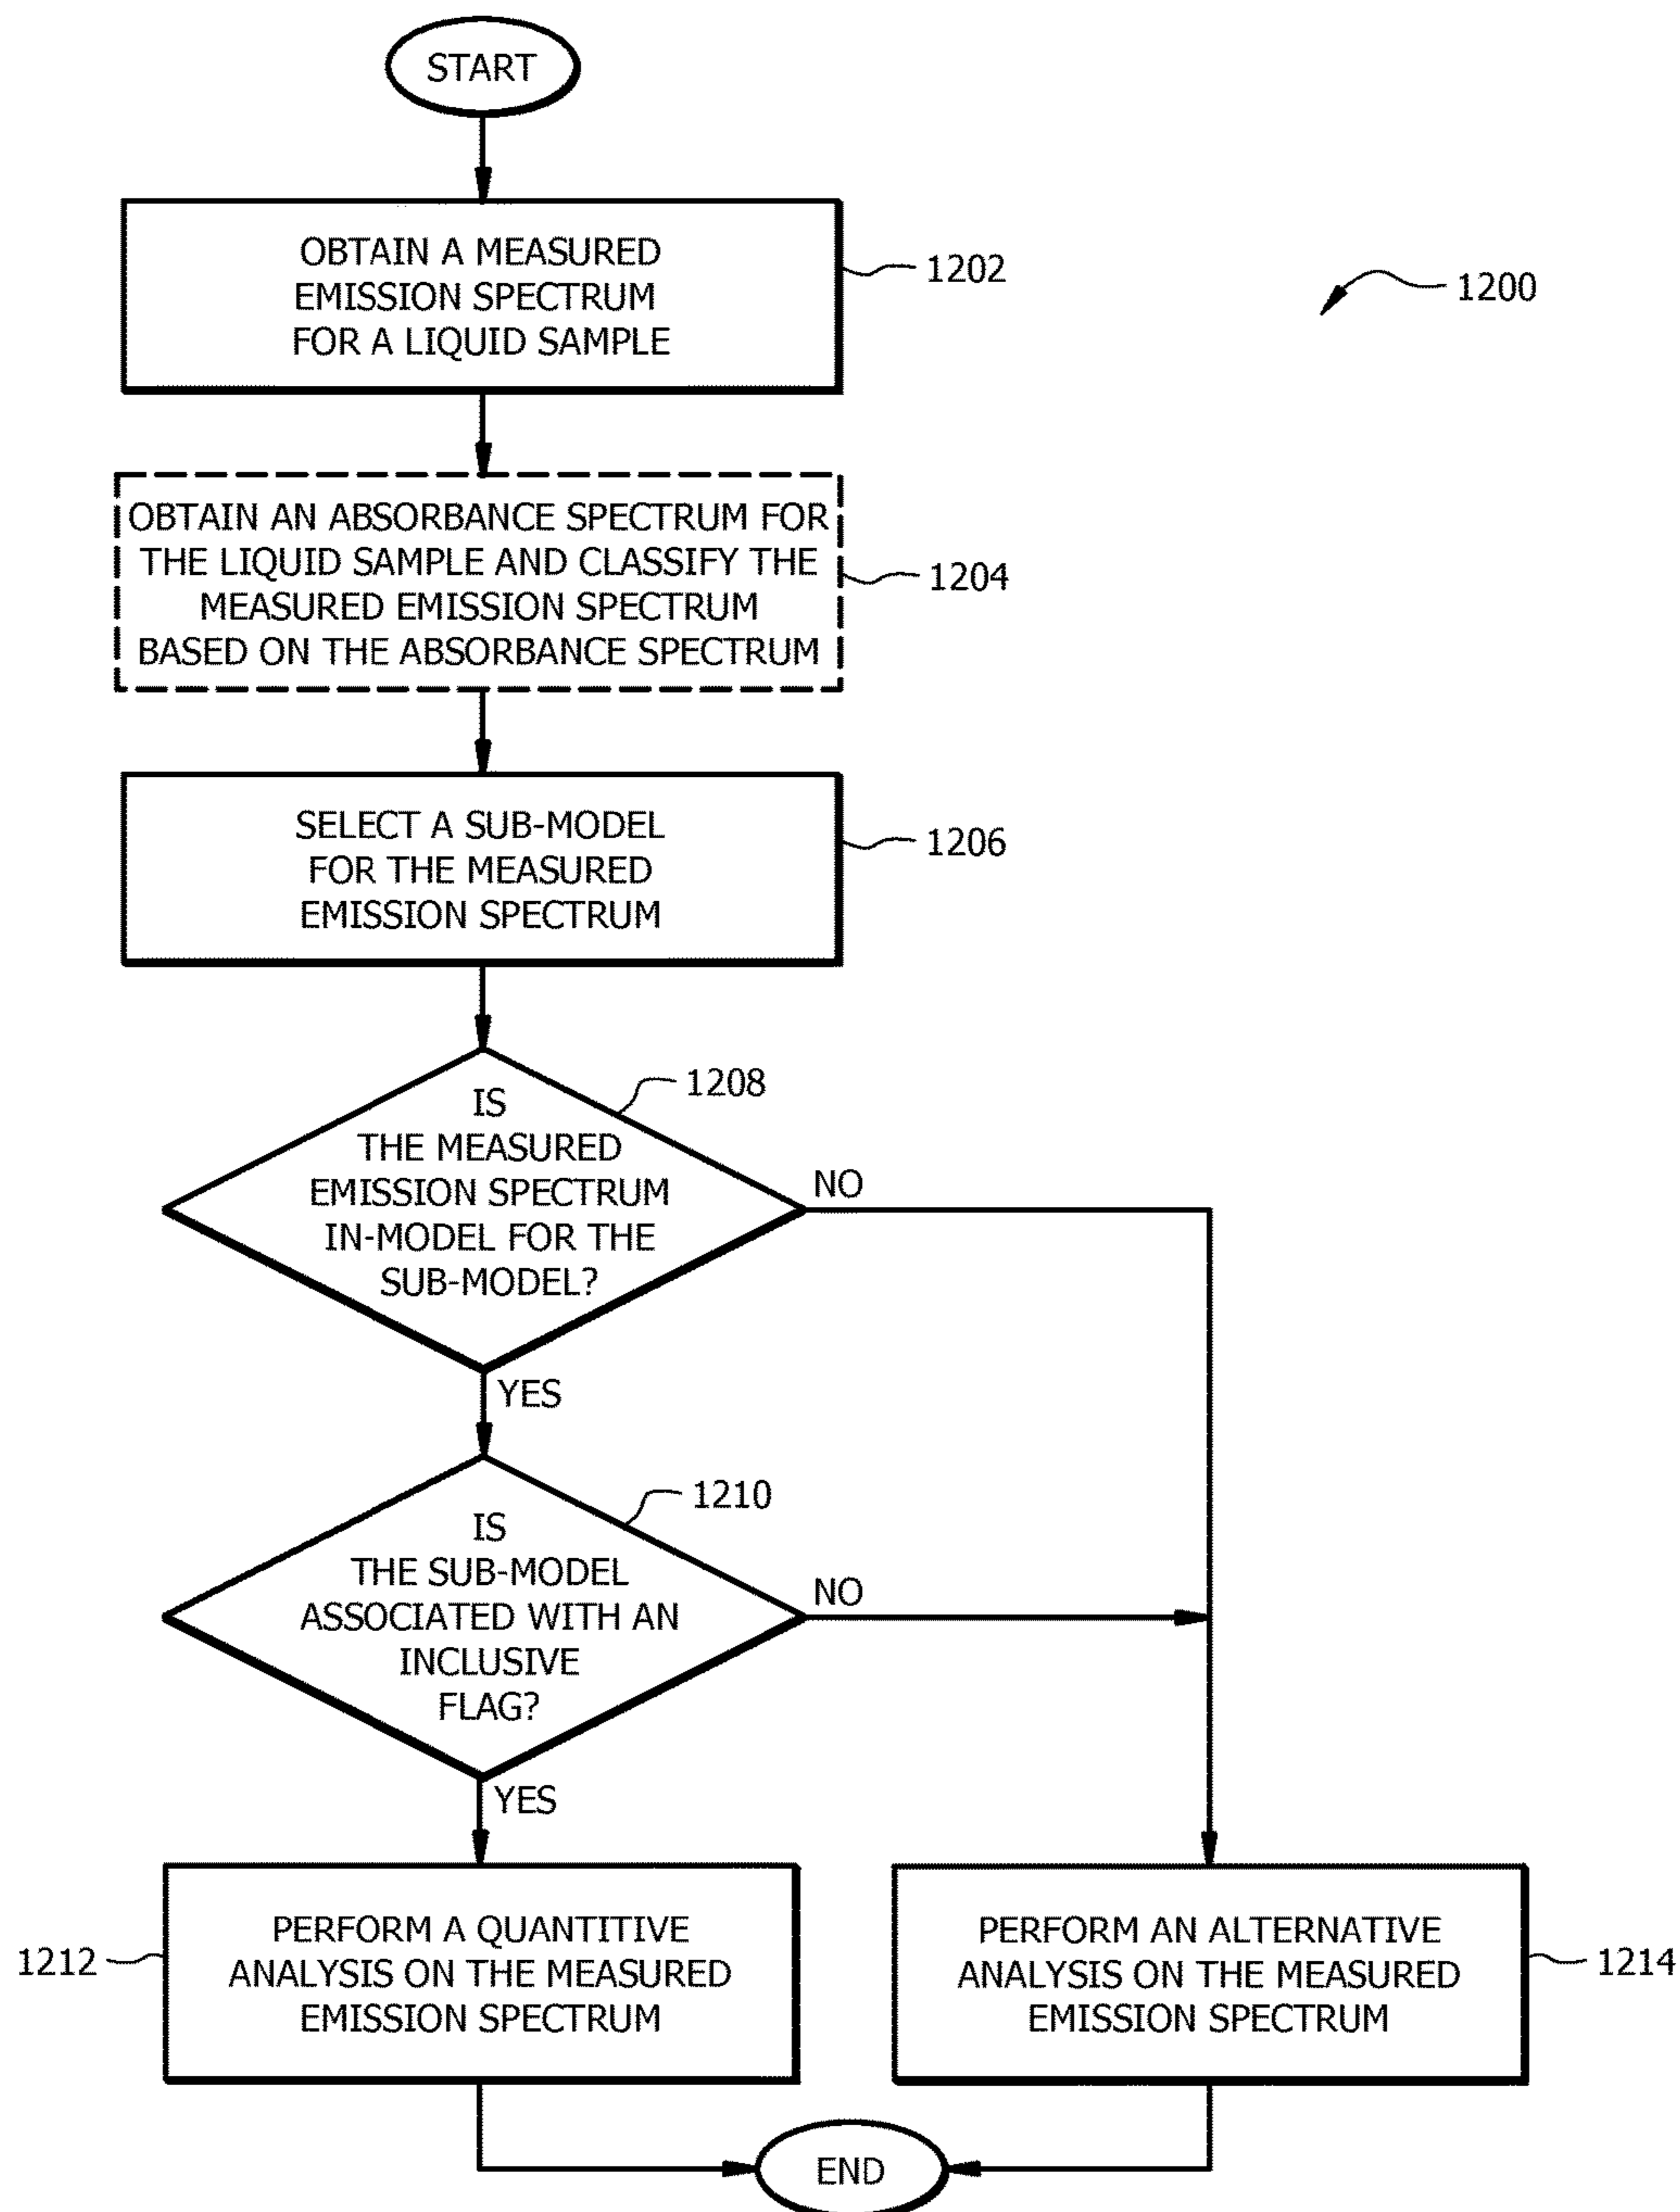 START
OBTAIN A MEASURED
EMISSION SPECTRUM
FOR A LIQUID SAMPLE
1202
1200
OBTAIN AN ABSORBANCE SPECTRUM FOR
THE LIQUID SAMPLE AND CLASSIFY THE
MEASURED EMISSION SPECTRUM
BASED ON THE ABSORBANCE SPECTRUM
1204
SELECT A SUB-MODEL
FOR THE MEASURED
EMISSION SPECTRUM
1206
IS
THE MEASURED
EMISSION SPECTRUM
IN-MODEL FOR THE
SUB-MODEL?
1208
NO
YES
IS
THE SUB-MODEL
ASSOCIATED WITH AN
INCLUSIVE
FLAG?
1210
NO
YES
PERFORM A QUANTITIVE
ANALYSIS ON THE MEASURED
EMISSION SPECTRUM
1212
PERFORM AN ALTERNATIVE
ANALYSIS ON THE MEASURED
EMISSION SPECTRUM
1214
END